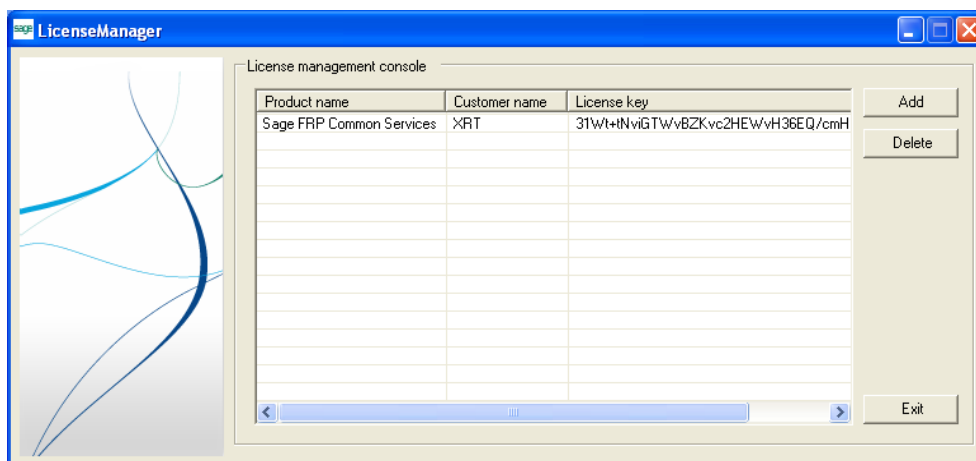 sage LicenseManager
License management console
Product name Customer name License key
Sage FRP Common Services XRT 31Wt+tNviGTWvBZKvc2HEWvH36EQ/cmH
Add
Delete
Exit